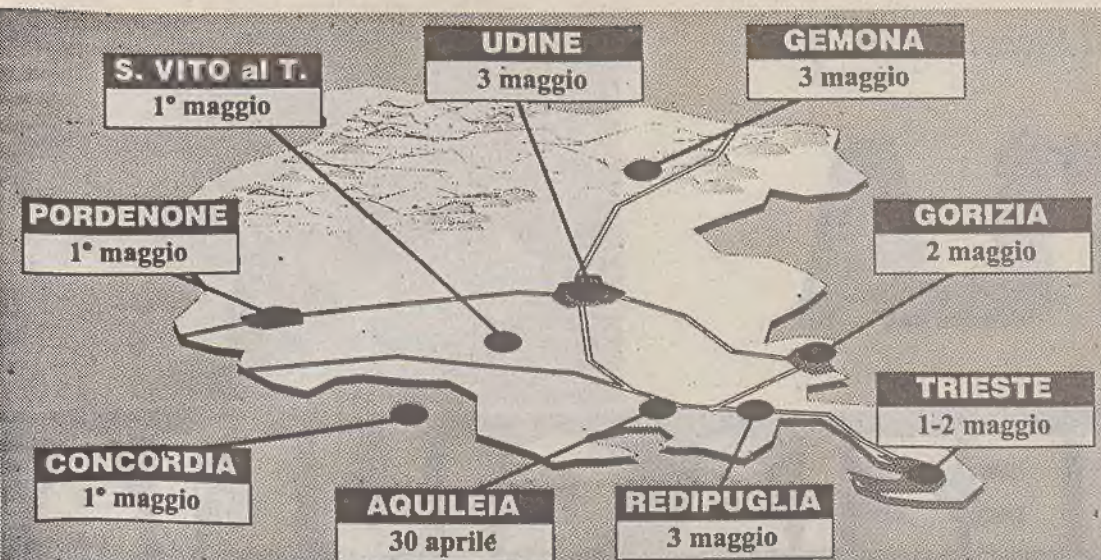 UDINE
3 maggio
GEMONA
3 maggio
S. VITO al T.
1° maggio
PORDENONE
1° maggio
GORIZIA
2 maggio
TRIESTE
1-2 maggio
CONCORDIA
1° maggio
AQUILEIA
30 aprile
REDIPUGLIA
3 maggio